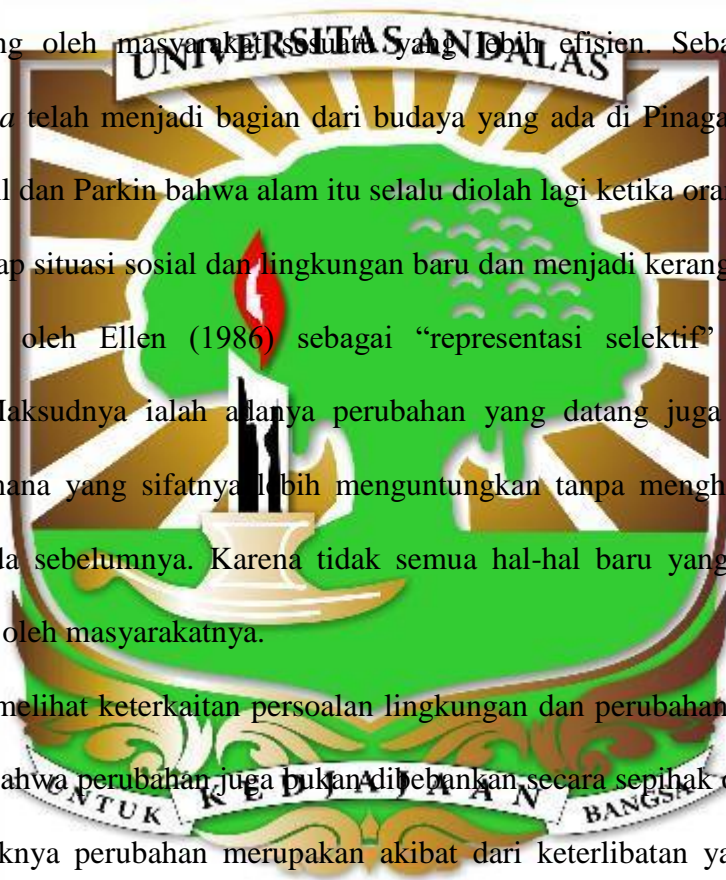 ng oleh masyarakat sesuatu yang lebih efisien. Seba
UNIVERSITAS ANDALAS
a telah menjadi bagian dari budaya yang ada di Pinaga
l dan Parkin bahwa alam itu selalu diolah lagi ketika ora
ap situasi sosial dan lingkungan baru dan menjadi kerang
oleh Ellen (1986) sebagai “representasi selektif”
Maksudnya ialah adanya perubahan yang datang juga
mana yang sifatnya lebih menguntungkan tanpa mengh
da sebelumnya. Karena tidak semua hal-hal baru yang
oleh masyarakatnya.
melihat keterkaitan persoalan lingkungan dan perubahan
bahwa perubahan juga bukan dibebankan secara sepihak
UNTUK KEDJAJAAN BANGSA
knya perubahan merupakan akibat dari keterlibatan ya